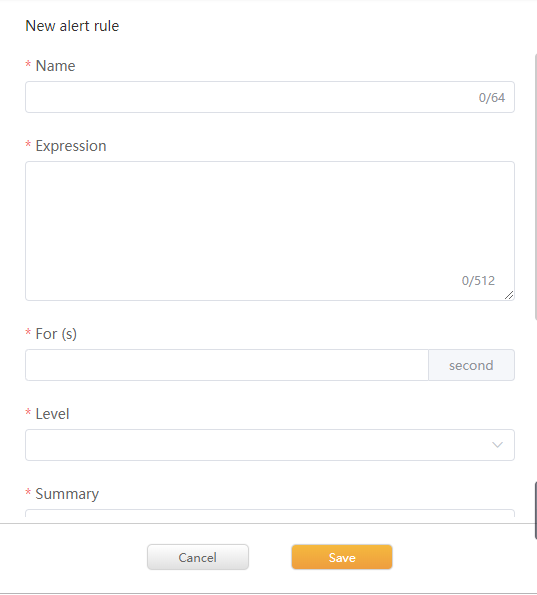 New alert rule
* Name
0/64
* Expression
0/512
* For (s)
second
* Level
* Summary
Cancel Save